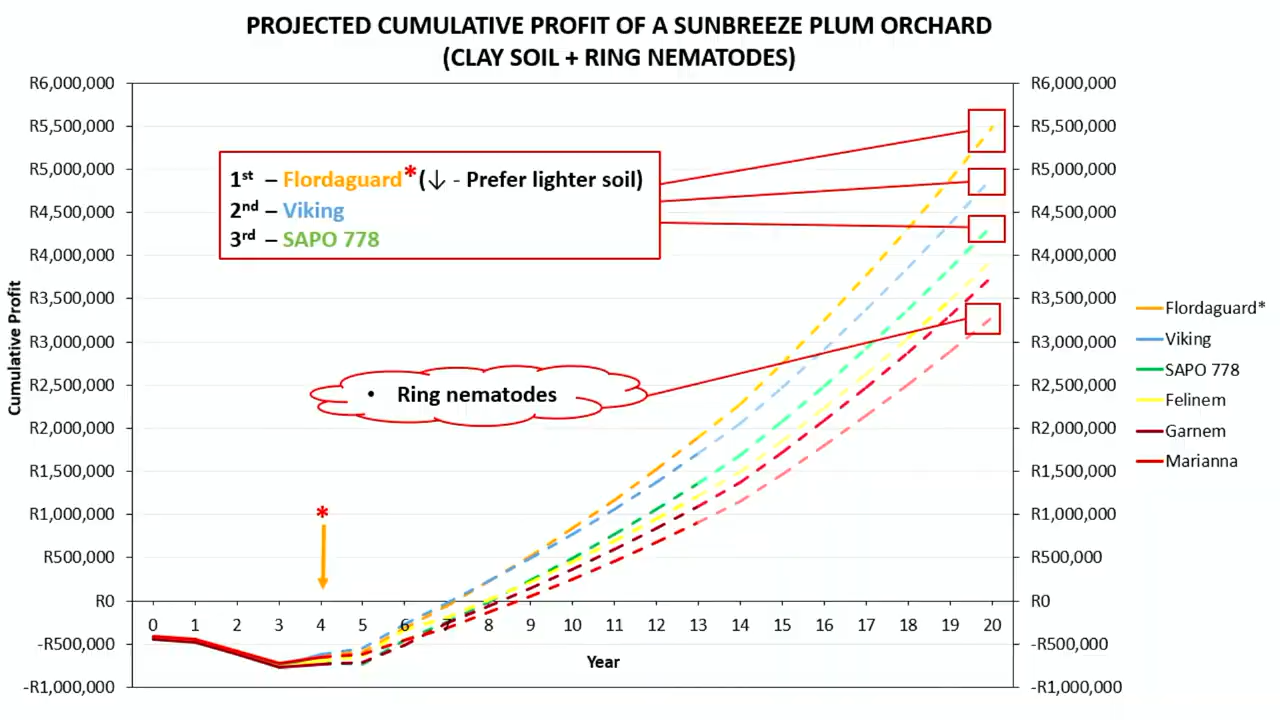 PROJECTED CUMULATIVE PROFIT OF A SUNBREEZE PLUM ORCHARD
(CLAY SOIL + RING NEMATODES)
R6,000,000
R5,500,000
R5,000,000
R4,500,000
R4,000,000
R3,500,000
R3,000,000
R2,500,000
R2,000,000
R1,500,000
R1,000,000
R500,000
R0
-R500,000
-R1,000,000
Cumulative Profit
1st – Flordaguard* (↓ - Prefer lighter soil)
2nd – Viking
3rd – SAPO 778
• Ring nematodes
*
0 1 2 3 4 5 6 7 8 9 10 11 12 13 14 15 16 17 18 19 20
Year
R6,000,000
R5,500,000
R5,000,000
R4,500,000
R4,000,000
R3,500,000
R3,000,000
R2,500,000
R2,000,000
R1,500,000
R1,000,000
R500,000
R0
-R500,000
-R1,000,000
Flordaguard*
Viking
SAPO 778
Felinem
Garnem
Marianna